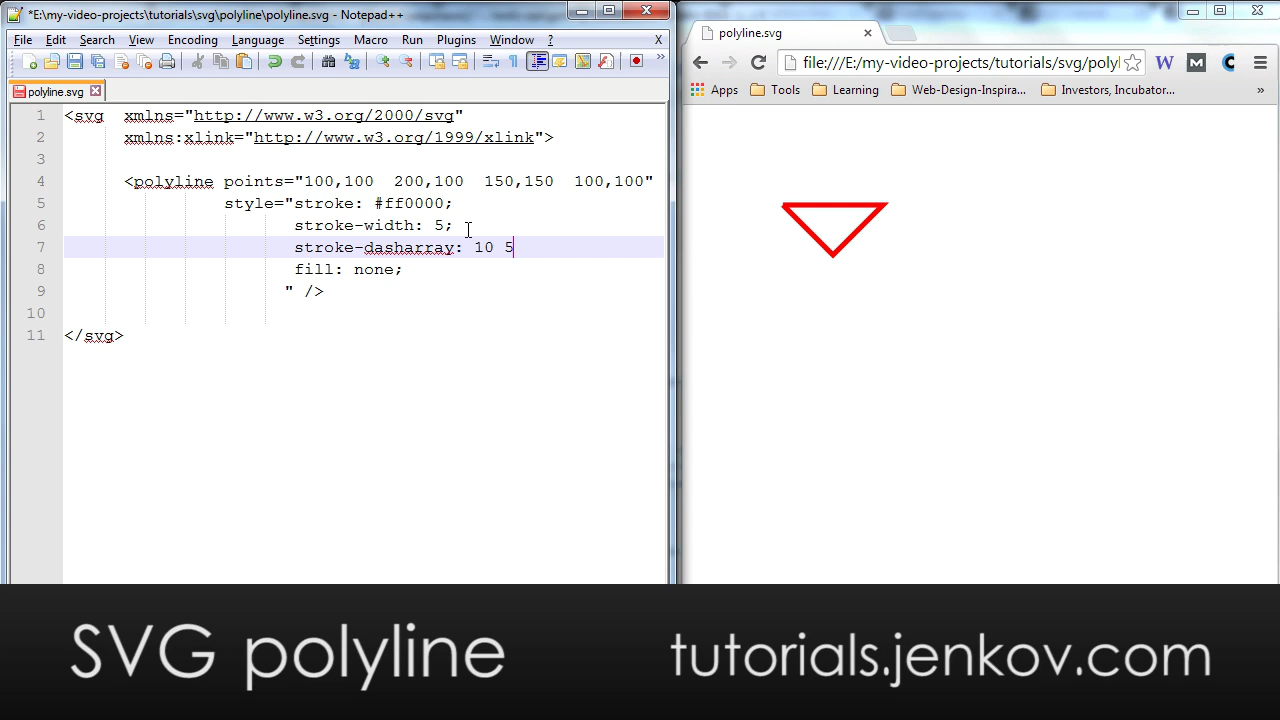 *E:\my-video-projects\tutorials\svg\polyline\polyline.svg - Notepad++
File Edit Search View Encoding Language Settings Macro Run Plugins Window ? X
polyline.svg
1 <svg  xmlns="http://www.w3.org/2000/svg"
2       xmlns:xlink="http://www.w3.org/1999/xlink">
3
4       <polyline points="100,100  200,100  150,150  100,100"
5                 style="stroke: #ff0000;
6                        stroke-width: 5;
7                        stroke-dasharray: 10 5
8                        fill: none;
9                       " />
10
11 </svg>
polyline.svg
file:///E:/my-video-projects/tutorials/svg/polyl
Apps Tools Learning Web-Design-Inspira... Investors, Incubator... »
SVG polyline
tutorials.jenkov.com